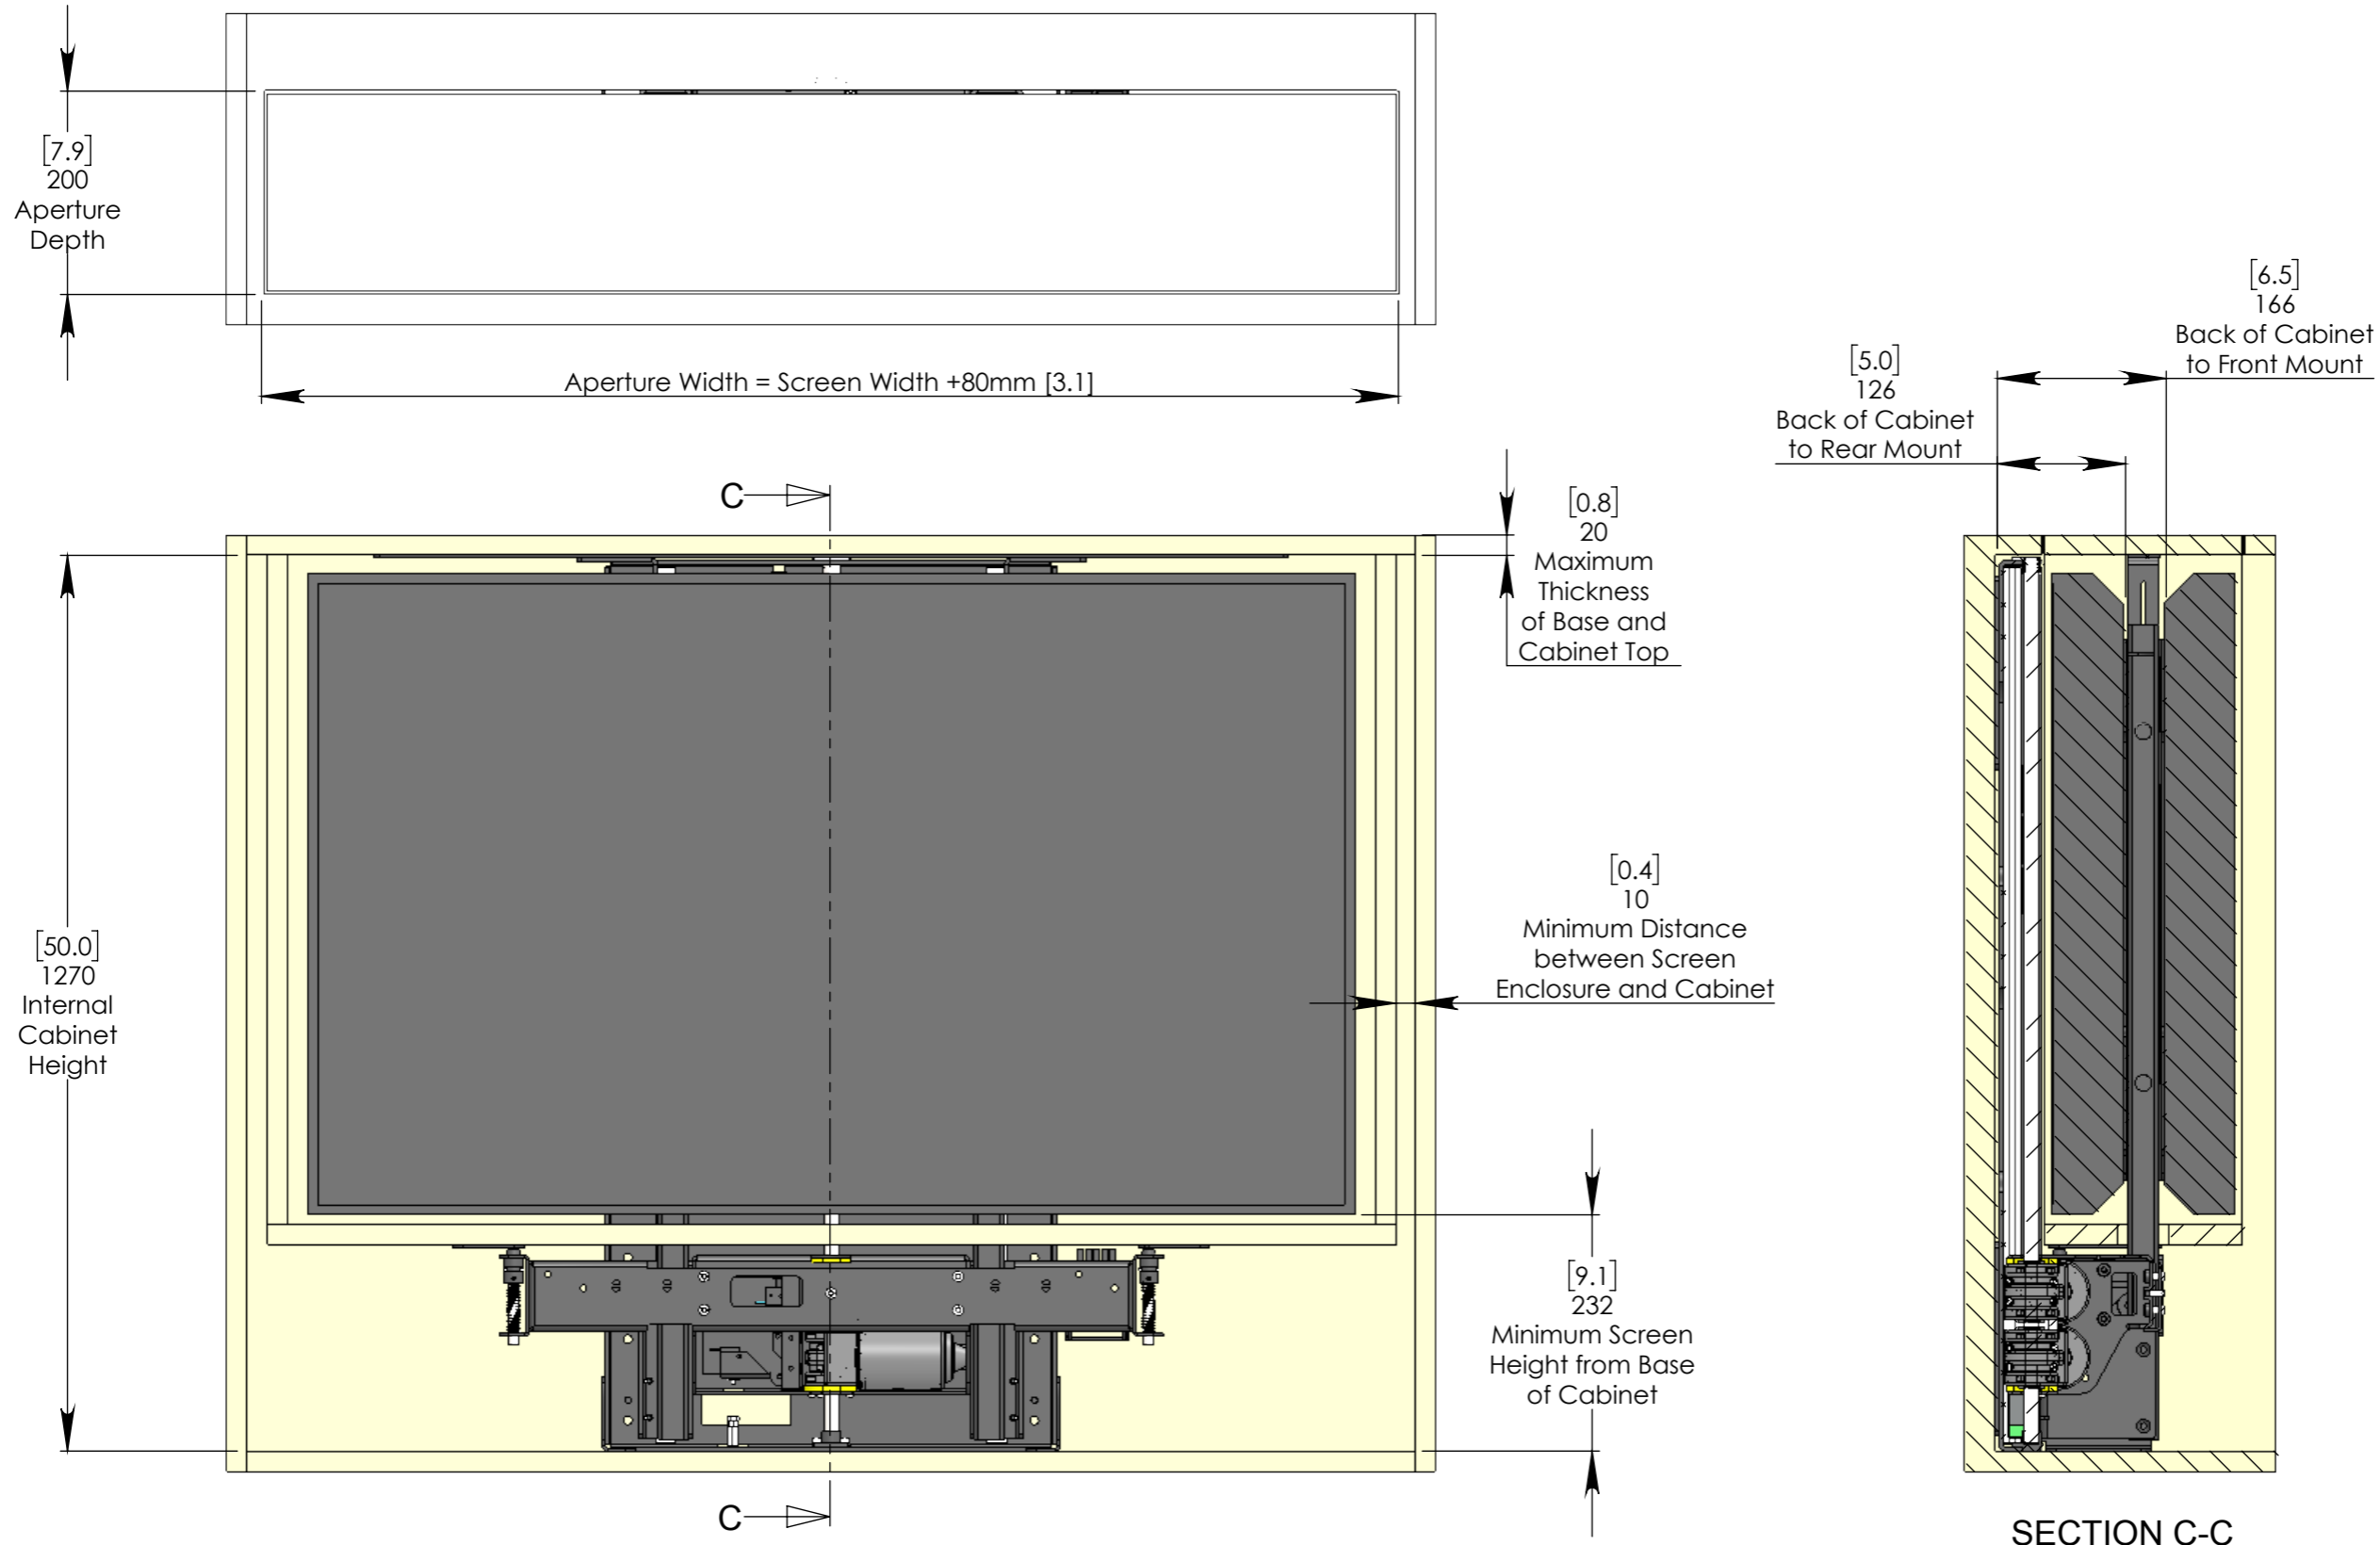 [7.9]
200
Aperture
Depth
Aperture Width = Screen Width +80mm [3.1]
[6.5]
166
Back of Cabinet
to Front Mount
[5.0]
126
Back of Cabinet
to Rear Mount
C
[0.8]
20
Maximum
Thickness
of Base and
Cabinet Top
[50.0]
1270
Internal
Cabinet
Height
[0.4]
10
Minimum Distance
between Screen
Enclosure and Cabinet
[9.1]
232
Minimum Screen
Height from Base
of Cabinet
C
SECTION C-C